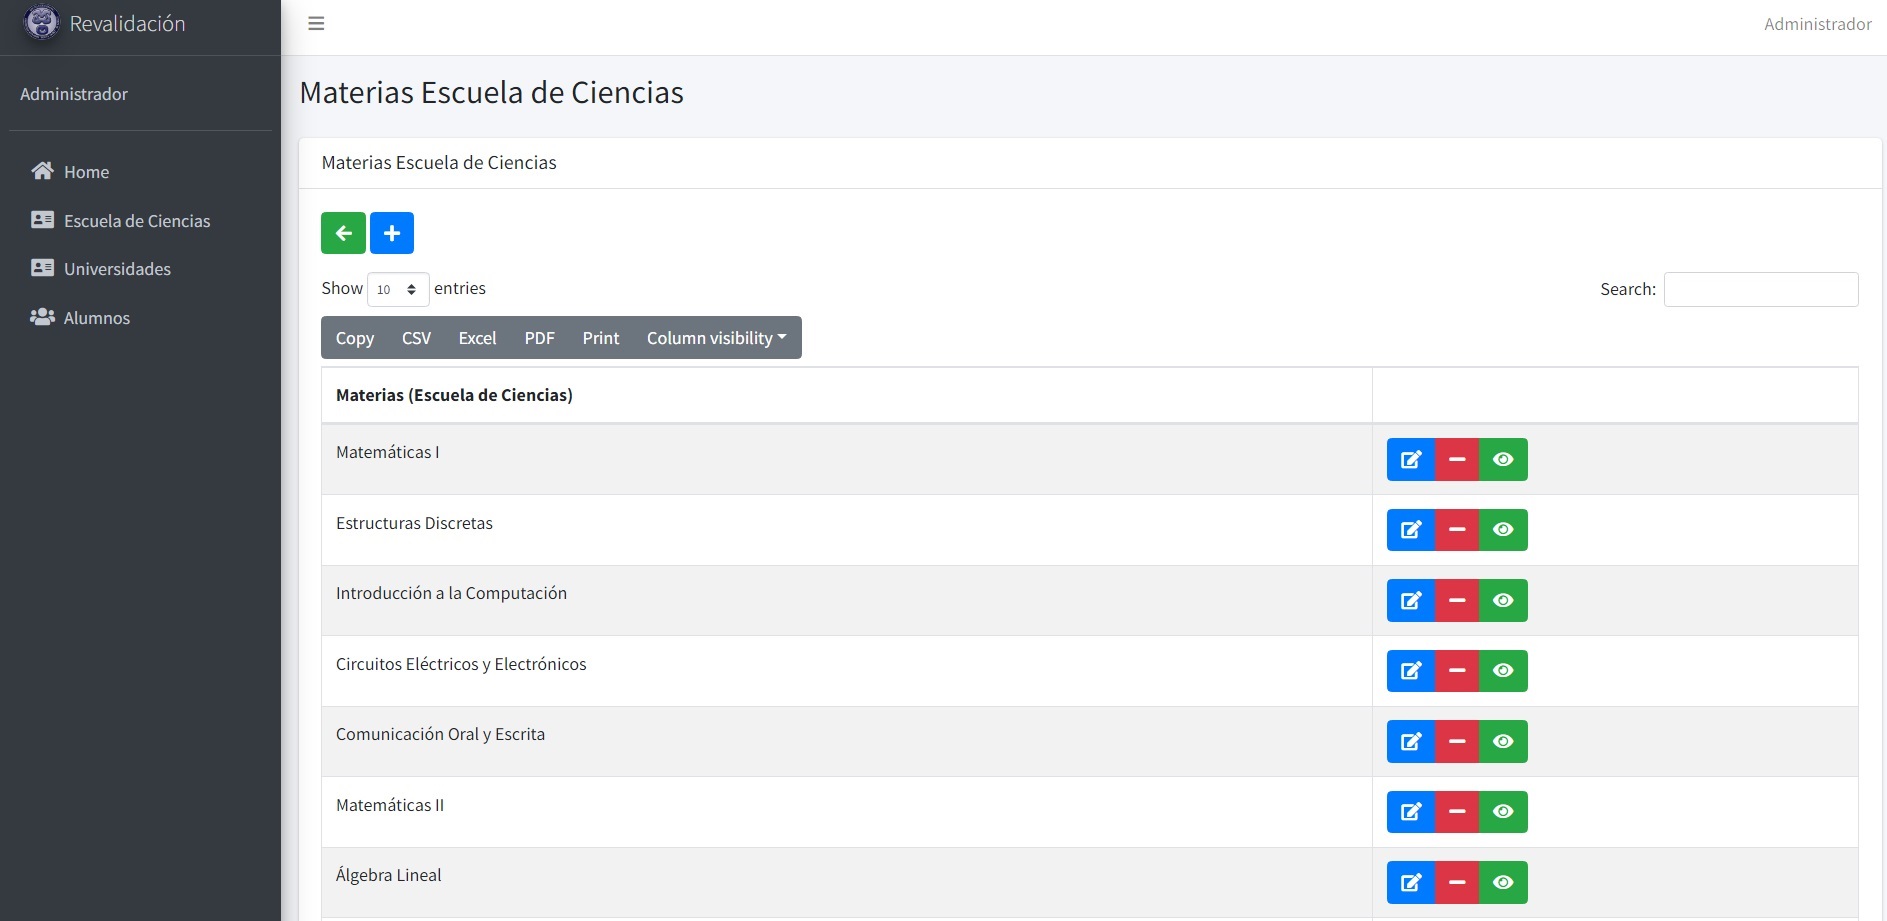 Revalidación
Administrador
Administrador
Home
Escuela de Ciencias
Universidades
Alumnos
Materias Escuela de Ciencias
Materias Escuela de Ciencias
Show 10 entries
Search:
Copy CSV Excel PDF Print Column visibility
Materias (Escuela de Ciencias)
Matemáticas I
Estructuras Discretas
Introducción a la Computación
Circuitos Eléctricos y Electrónicos
Comunicación Oral y Escrita
Matemáticas II
Álgebra Lineal